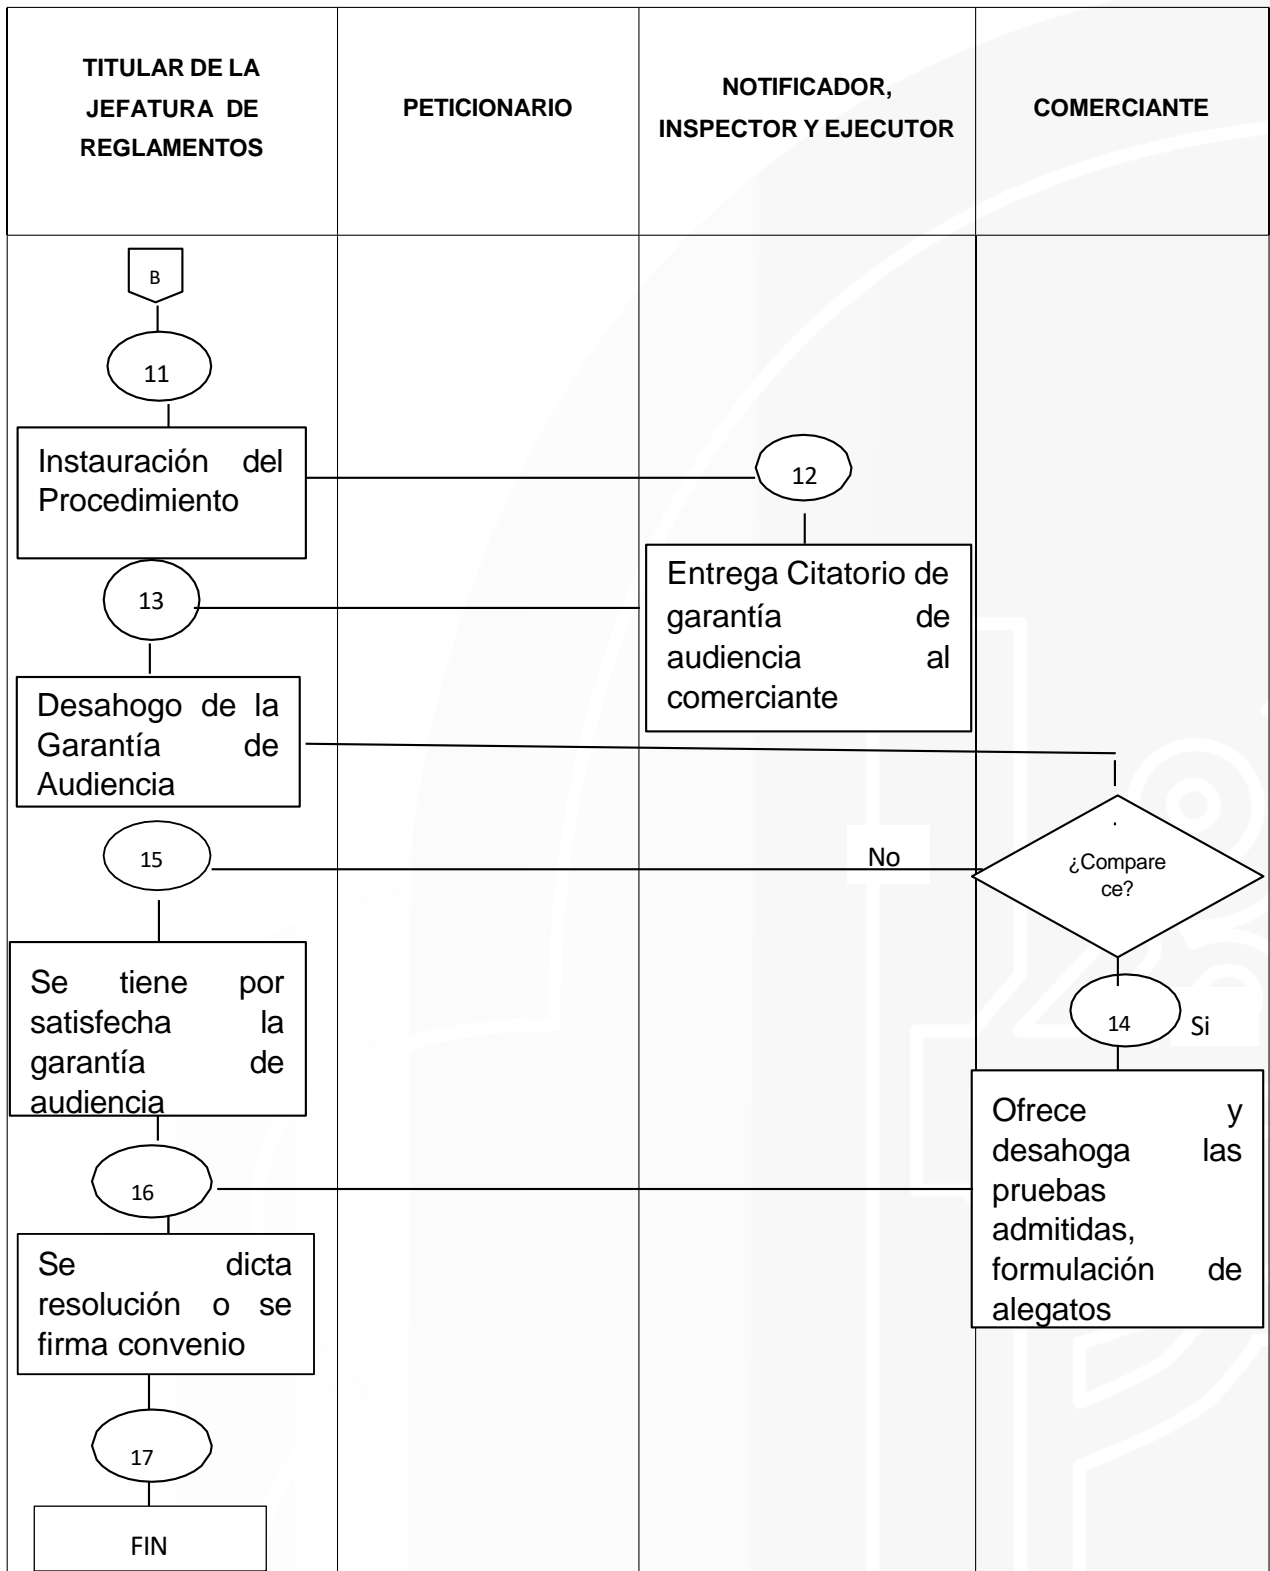 TITULAR DE LA
JEFATURA DE
REGLAMENTOS
PETICIONARIO
NOTIFICADOR,
INSPECTOR Y EJECUTOR
COMERCIANTE
B
11
Instauración del
Procedimiento
12
Entrega Citatorio de
garantía de
audiencia al
comerciante
13
Desahogo de la
Garantía de
Audiencia
.
¿Compare
ce?
No
15
Se tiene por
satisfecha la
garantía de
audiencia
14
Si
Ofrece y
desahoga las
pruebas
admitidas,
formulación de
alegatos
16
Se dicta
resolución o se
firma convenio
17
FIN